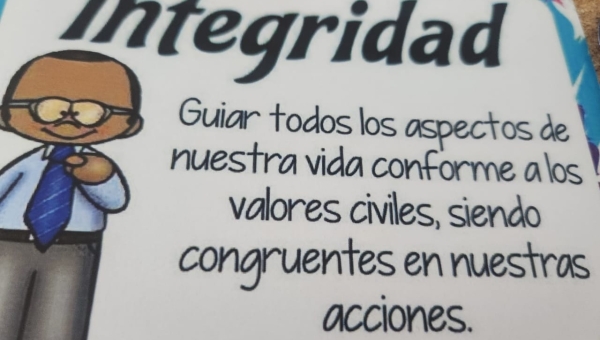 Integridad
Guiar todos los aspectos de
nuestra vida conforme a los
valores civiles, siendo
congruentes en nuestras
acciones.